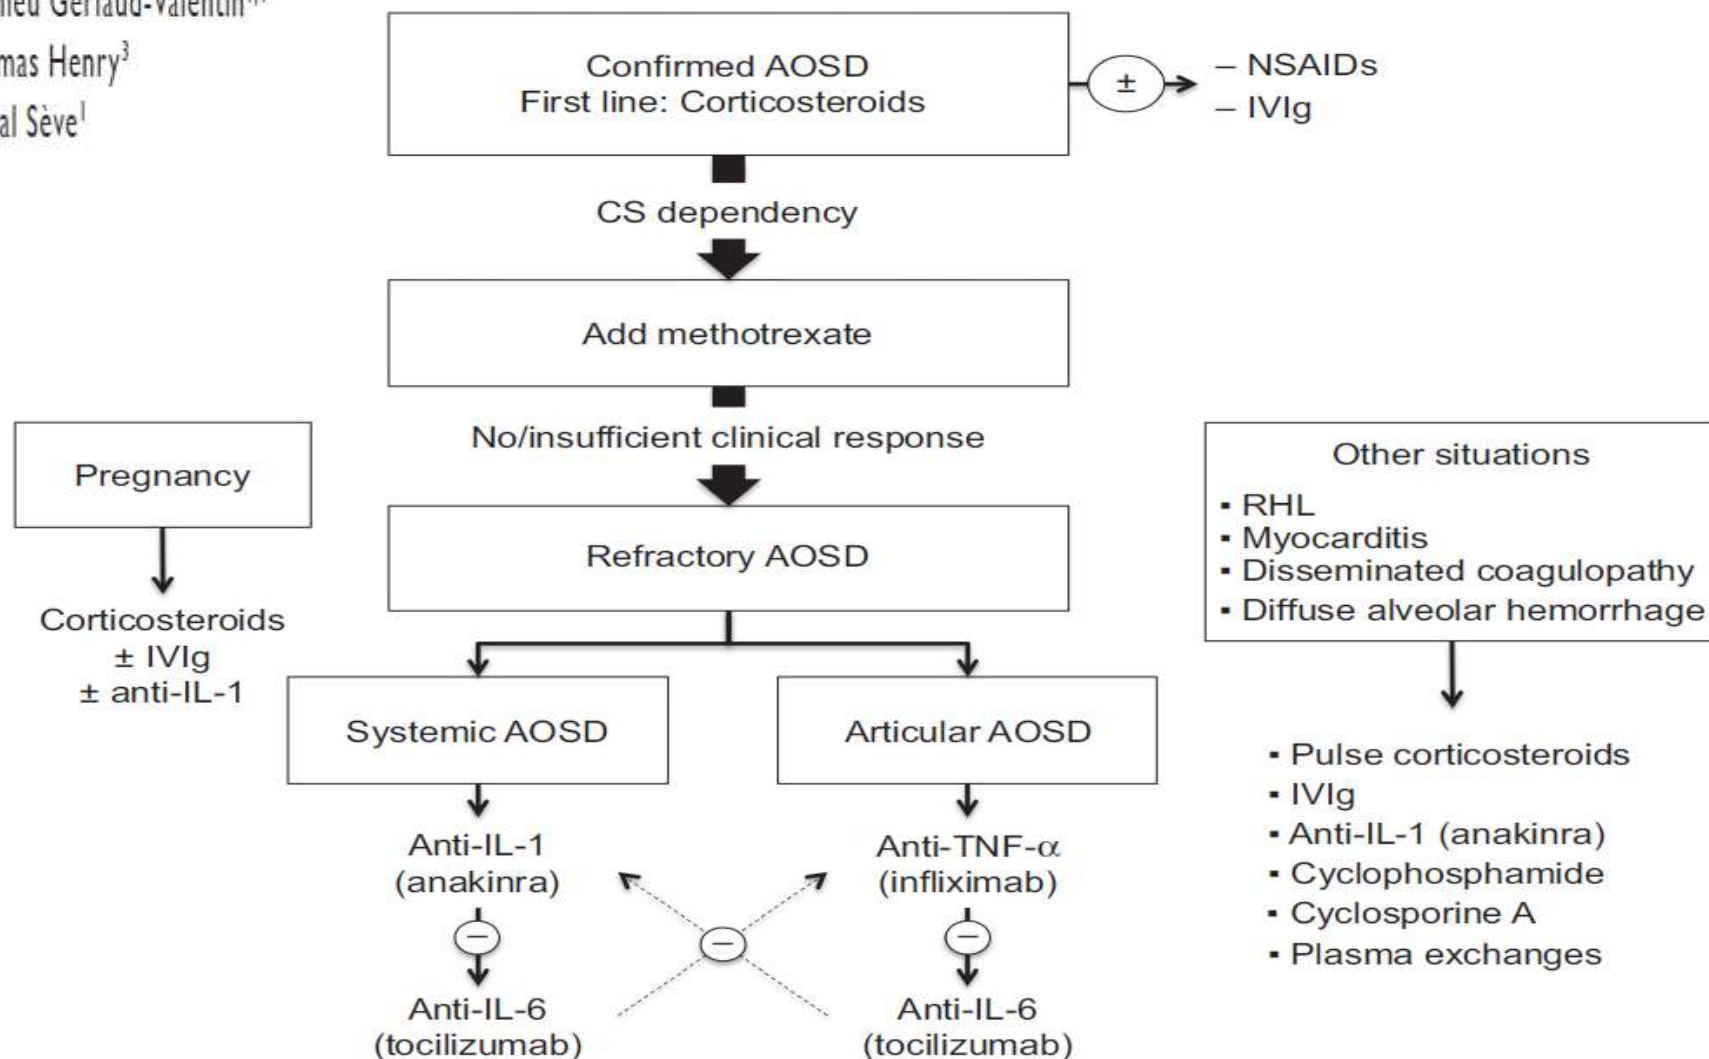 Gerfaud-Valentin
Henry3
Sève1
Confirmed AOSD
First line: Corticosteroids
±
– NSAIDs
– IVIg
CS dependency
Add methotrexate
No/insufficient clinical response
Pregnancy
Corticosteroids
± IVIg
± anti-IL-1
Refractory AOSD
Systemic AOSD
Articular AOSD
Anti-IL-1
(anakinra)
Anti-TNF-α
(infliximab)
−
−
−
Anti-IL-6
(tocilizumab)
Anti-IL-6
(tocilizumab)
Other situations
▪ RHL
▪ Myocarditis
▪ Disseminated coagulopathy
▪ Diffuse alveolar hemorrhage
▪ Pulse corticosteroids
▪ IVIg
▪ Anti-IL-1 (anakinra)
▪ Cyclophosphamide
▪ Cyclosporine A
▪ Plasma exchanges